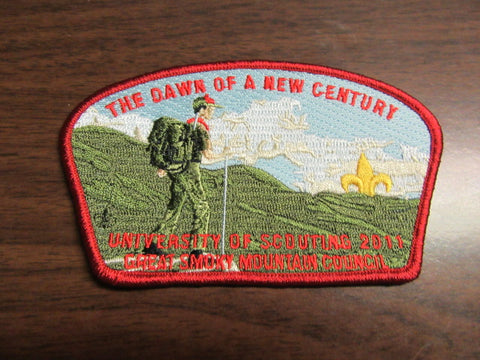 THE DAWN OF A NEW CENTURY
UNIVERSITY OF SCOUTING 2011
GREAT SMOKY MOUNTAIN COUNCIL